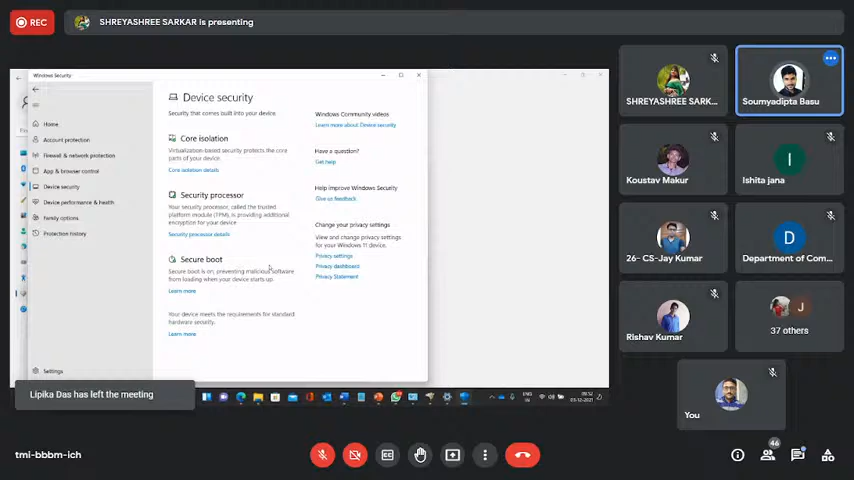 REC
SHREYASHREE SARKAR is presenting
Windows Security
Device security
Security that comes built into your device.
Home
Account protection
Firewall & network protection
App & browser control
Device security
Device performance & health
Family options
Protection history
Settings
Core isolation
Virtualization-based security protects the core
parts of your device.
Core isolation details
Security processor
Your security processor, called the trusted
platform module (TPM), is providing additional
encryption for your device.
Security processor details
Secure boot
Secure boot is on, preventing malicious software
from loading when your device starts up.
Learn more
Your device meets the requirements for standard
hardware security.
Learn more
Windows Community videos
Learn more about Device security
Have a question?
Get help
Help improve Windows Security
Give us feedback
Change your privacy settings
View and change privacy settings
for your Windows 11 device.
Privacy settings
Privacy dashboard
Privacy Statement
Lipika Das has left the meeting
ENG
IN
SHREYASHREE SARK...
Soumyadipta Basu
Koustav Makur
I
Ishita jana
26- CS-Jay Kumar
D
Department of Com...
Rishav Kumar
J
37 others
You
tmi-bbbm-ich
46